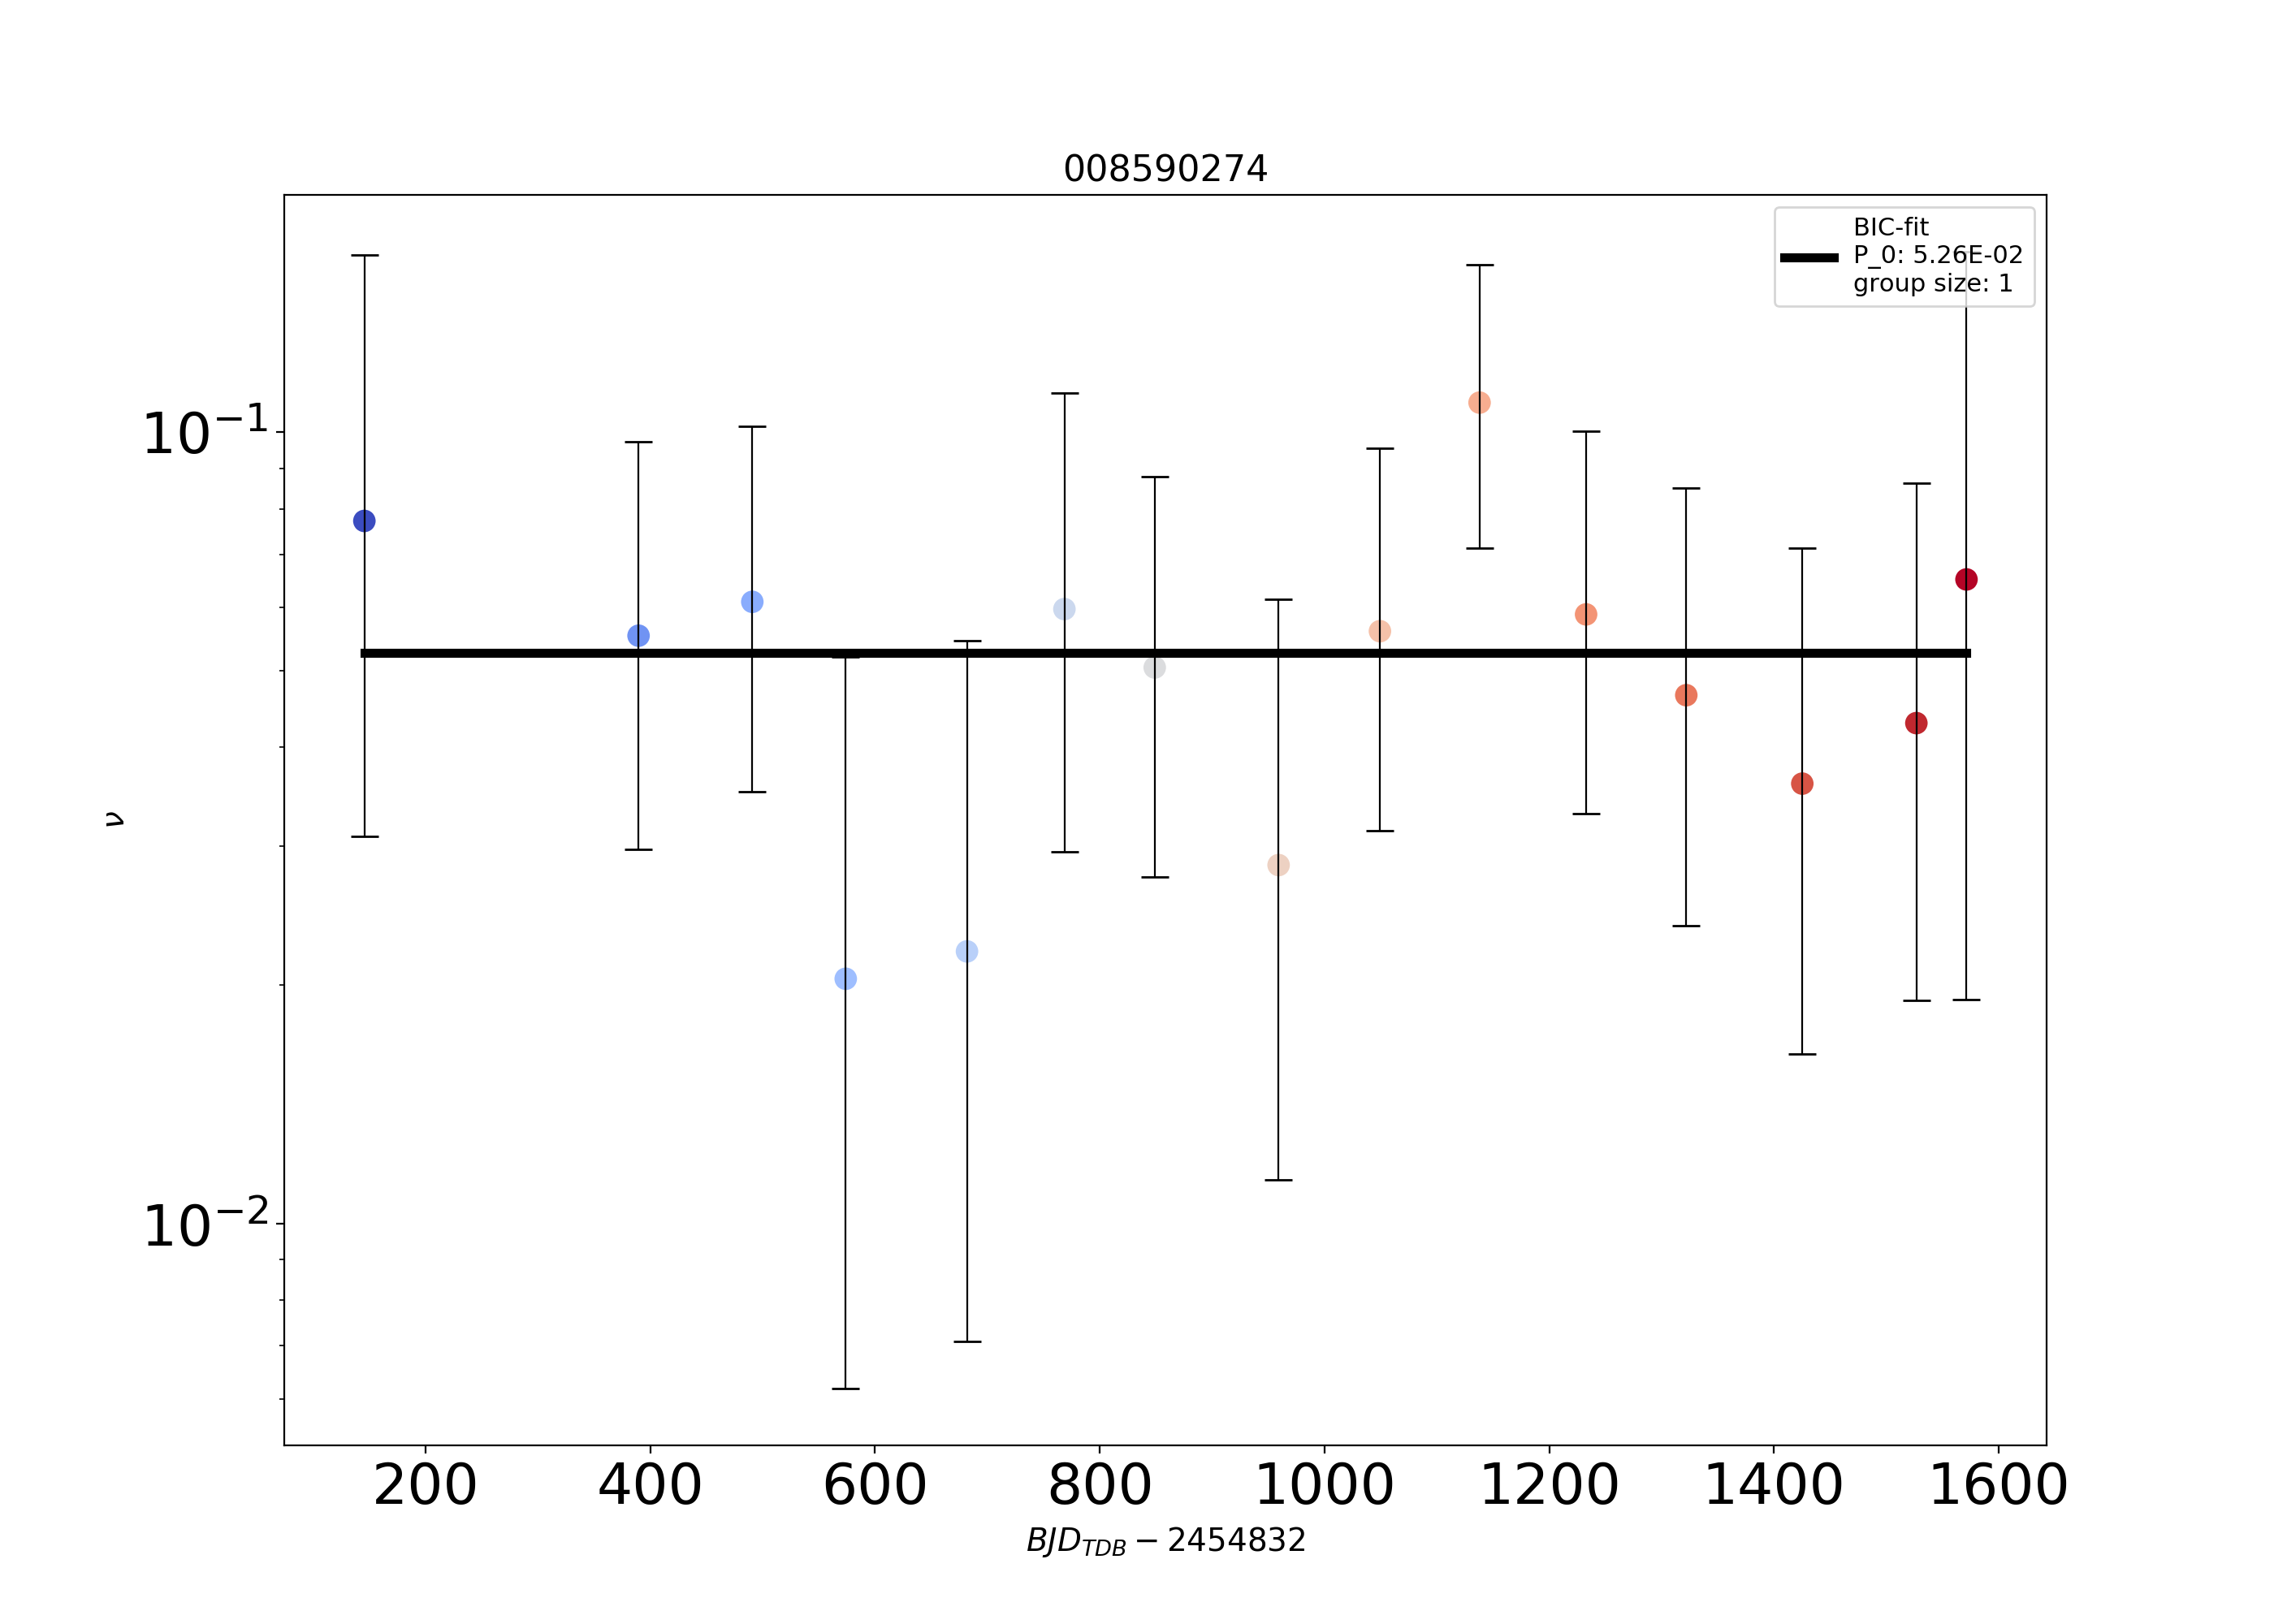 008590274
BIC-fit
P_0: 5.26E-02
group size: 1
10⁻¹
10⁻²
ν
200 400 600 800 1000 1200 1400 1600
BJD_TDB − 2454832